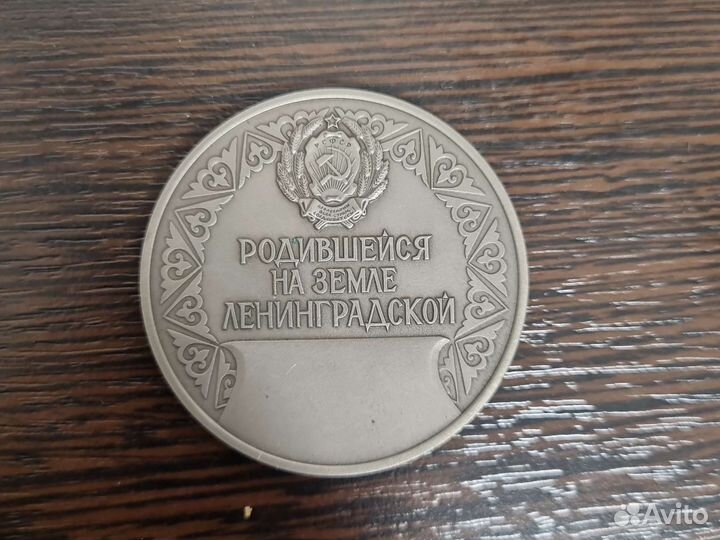 РСФСР
РОДИВШЕЙСЯ
НА ЗЕМЛЕ
ЛЕНИНГРАДСКОЙ
Avito